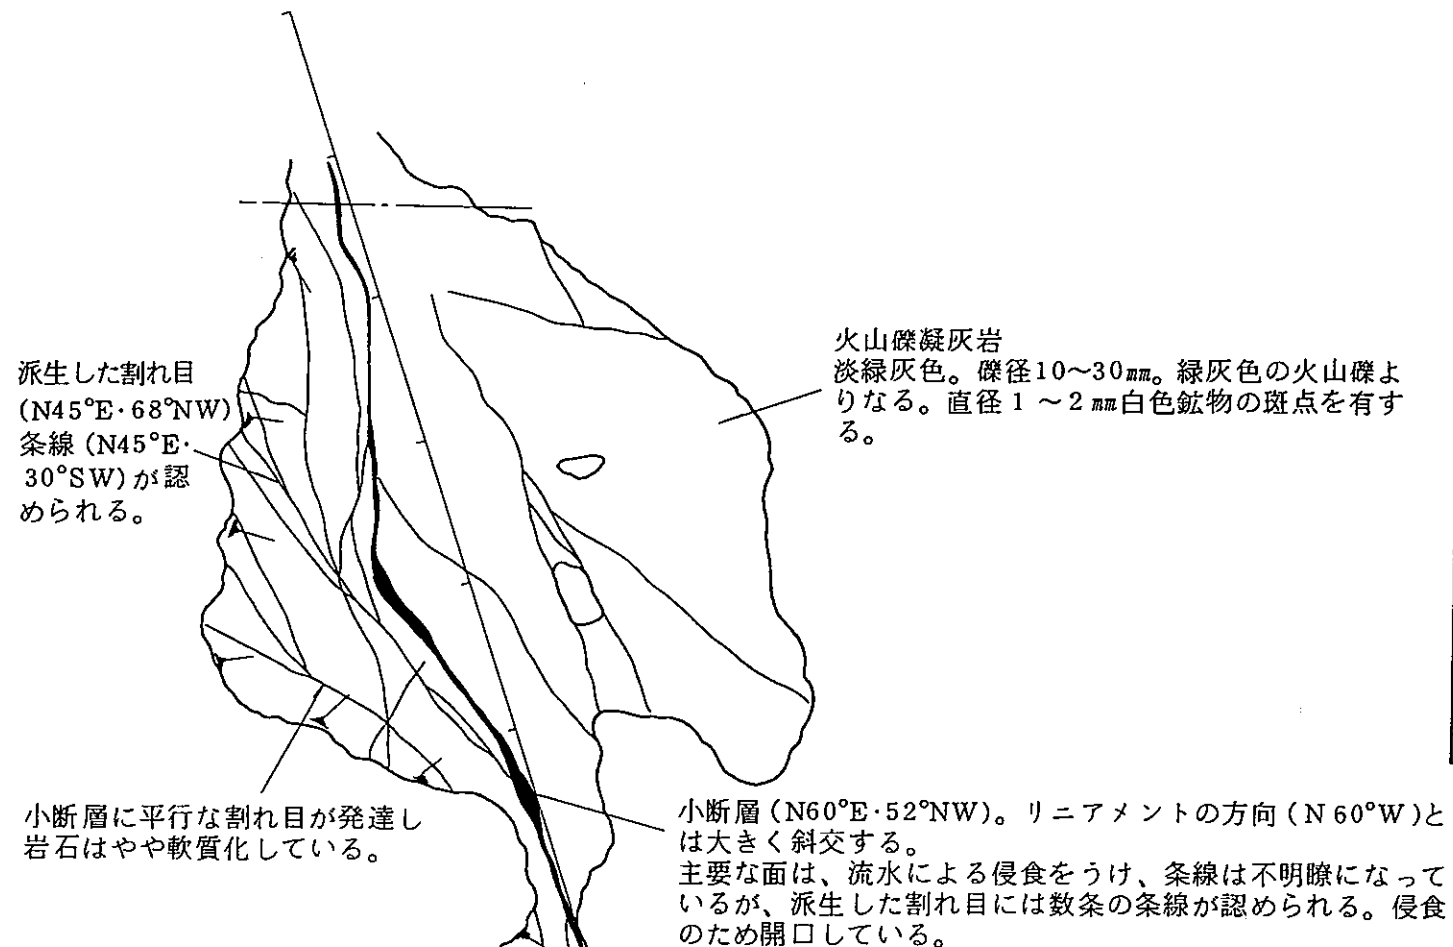 火山礫凝灰岩
淡緑灰色。礫径10～30㎜。緑灰色の火山礫よ
りなる。直径１～２㎜白色鉱物の斑点を有す
る。
派生した割れ目
(N45°E·68°NW)
条線 (N45°E·
30°SW) が認
められる。
小断層に平行な割れ目が発達し
岩石はやや軟質化している。
小断層 (N60°E·52°NW)。リニアメントの方向 (N 60°W) と
は大きく斜交する。
主要な面は、流水による侵食をうけ、条線は不明瞭になって
いるが、派生した割れ目には数条の条線が認められる。侵食
のため開口している。